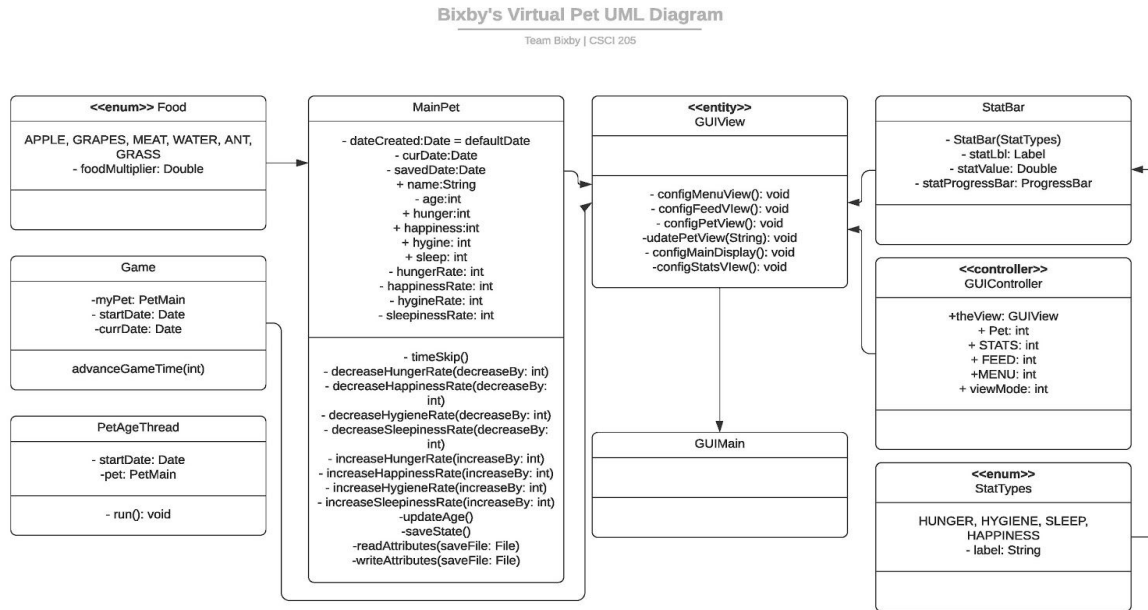 Bixby's Virtual Pet UML Diagram
Team Bixby | CSCI 205
<<enum>> Food
APPLE, GRAPES, MEAT, WATER, ANT,
GRASS
- foodMultiplier: Double
Game
-myPet: PetMain
- startDate: Date
-currDate: Date
advanceGameTime(int)
PetAgeThread
- startDate: Date
-pet: PetMain
- run(): void
MainPet
- dateCreated:Date = defaultDate
- curDate:Date
- savedDate:Date
+ name:String
- age:int
+ hunger:int
+ happiness:int
+ hygine: int
+ sleep: int
- hungerRate: int
- happinessRate: int
- hygineRate: int
- sleepinessRate: int
- timeSkip()
- decreaseHungerRate(decreaseBy: int)
- decreaseHappinessRate(decreaseBy:
int)
- decreaseHygieneRate(decreaseBy: int)
- decreaseSleepinessRate(decreaseBy:
int)
- increaseHungerRate(increaseBy: int)
- increaseHappinessRate(increaseBy: int)
- increaseHygieneRate(increaseBy: int)
- increaseSleepinessRate(increaseBy: int)
-updateAge()
-saveState()
-readAttributes(saveFile: File)
-writeAttributes(saveFile: File)
<<entity>>
GUIView
- configMenuView(): void
- configFeedVIew(): void
- configPetView(): void
-udatePetView(String): void
- configMainDisplay(): void
-configStatsVIew(): void
GUIMain
StatBar
- StatBar(StatTypes)
- statLbl: Label
- statValue: Double
- statProgressBar: ProgressBar
<<controller>>
GUIController
+theView: GUIView
+ Pet: int
+ STATS: int
+ FEED: int
+MENU: int
+ viewMode: int
<<enum>>
StatTypes
HUNGER, HYGIENE, SLEEP,
HAPPINESS
- label: String